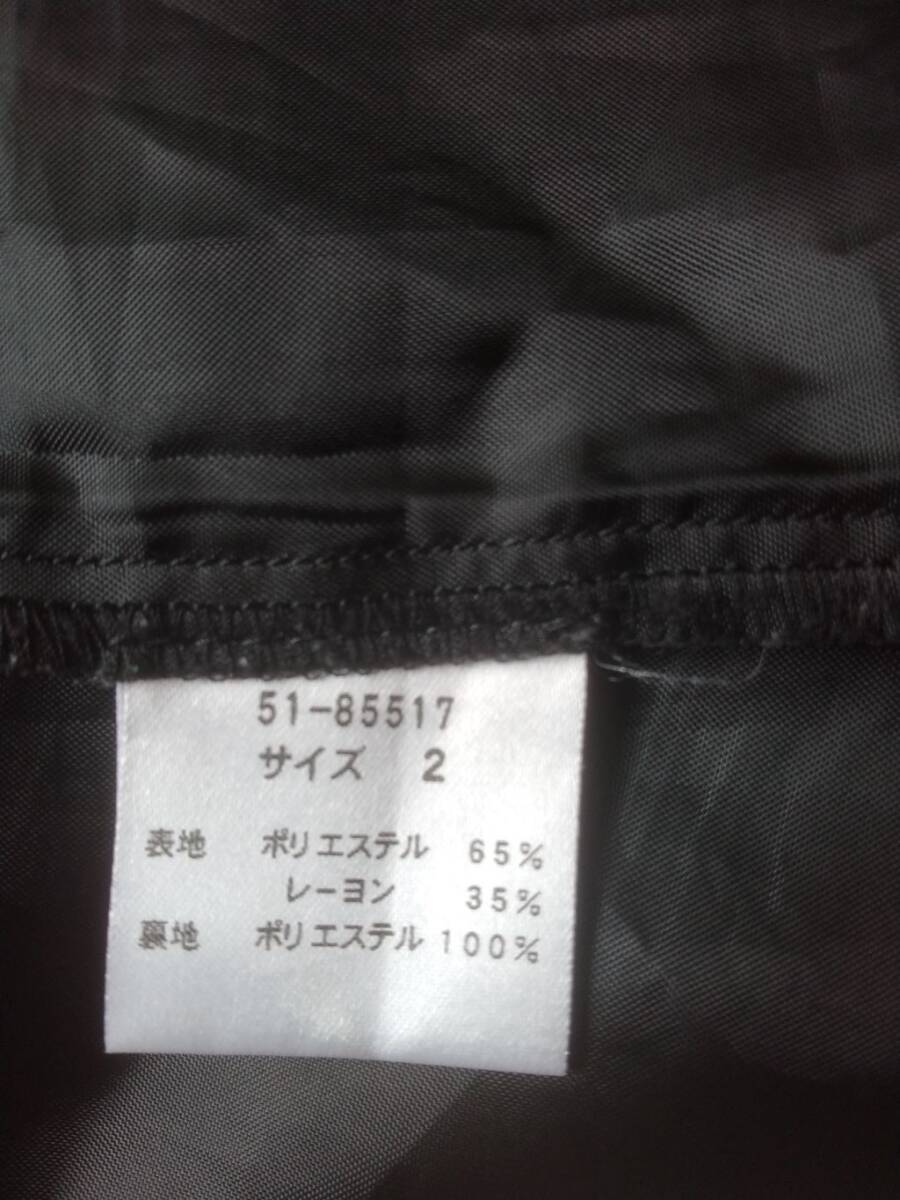 51-85517
サイズ 2
表地 ポリエステル 65%
レーヨン 35%
裏地 ポリエステル 100%